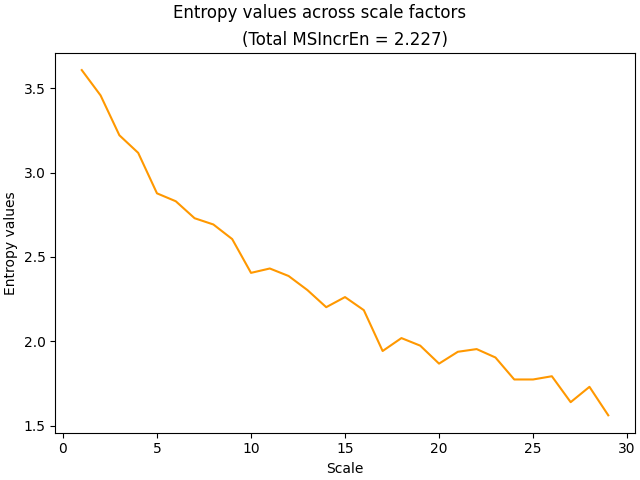 Entropy values across scale factors
(Total MSIncrEn = 2.227)
Entropy values
3.5
3.0
2.5
2.0
1.5
0 5 10 15 20 25 30
Scale